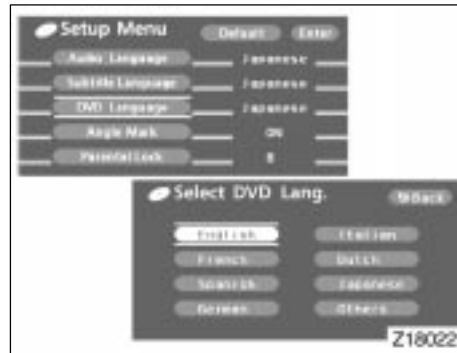 Setup Menu Default Enter
Audio Language Japanese
Subtitle Language Japanese
DVD Language Japanese
Angle Mark ON
Parental Lock 8
Select DVD Lang. Back
English Italian
French Dutch
Spanish Japanese
German Others
Z18022